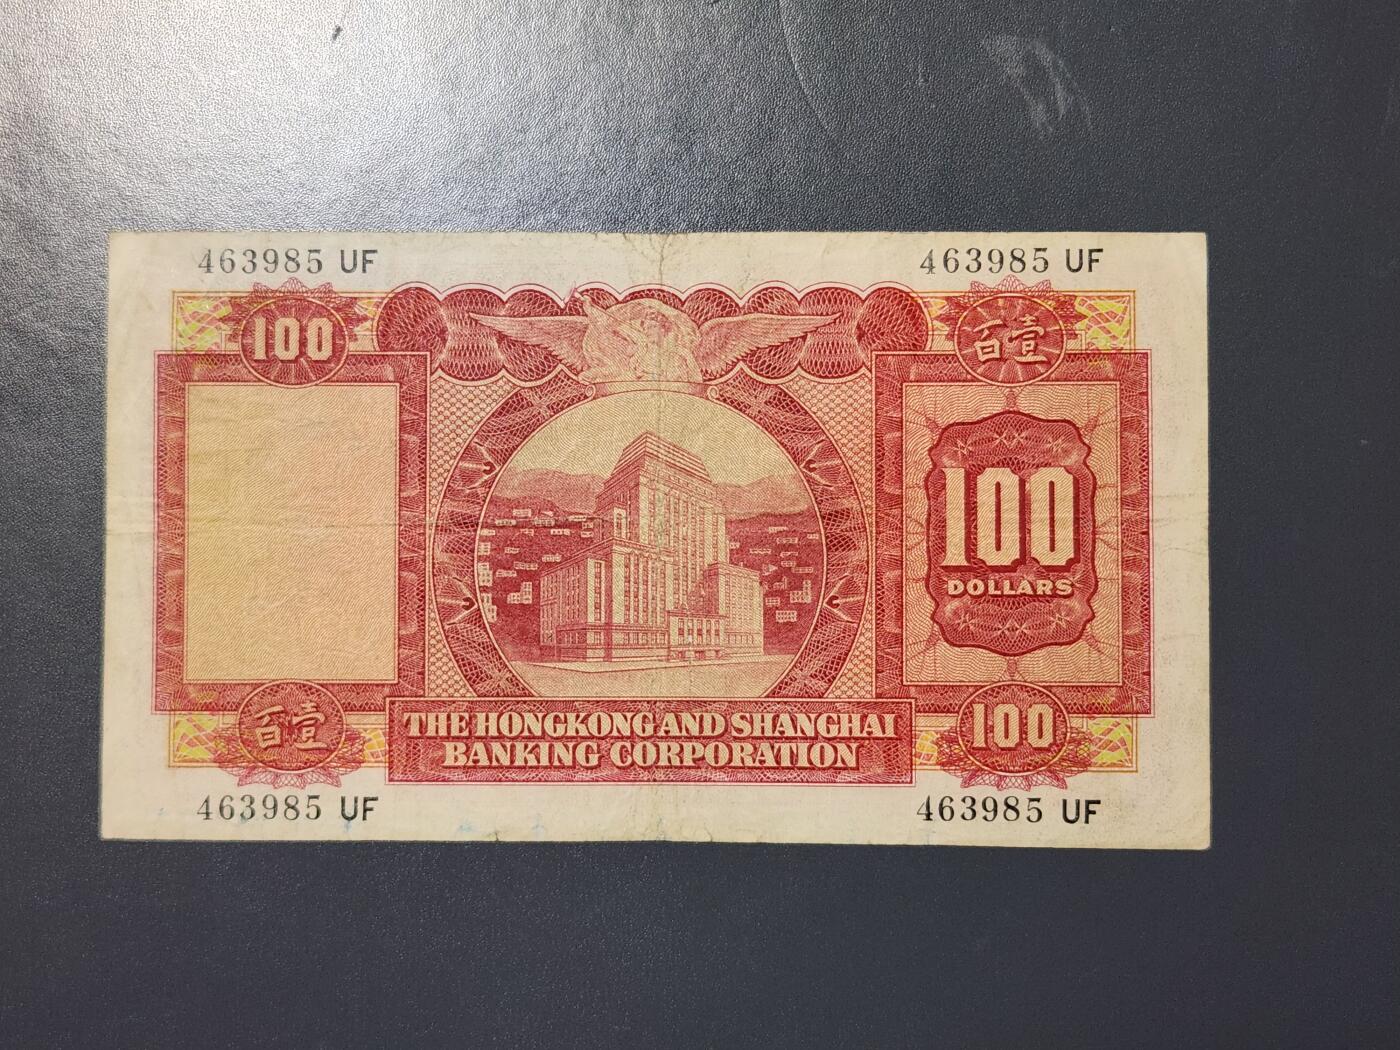 463985 UF
463985 UF
100
百壹
100
DOLLARS
百壹
THE HONGKONG AND SHANGHAI
BANKING CORPORATION
100
463985 UF
463985 UF